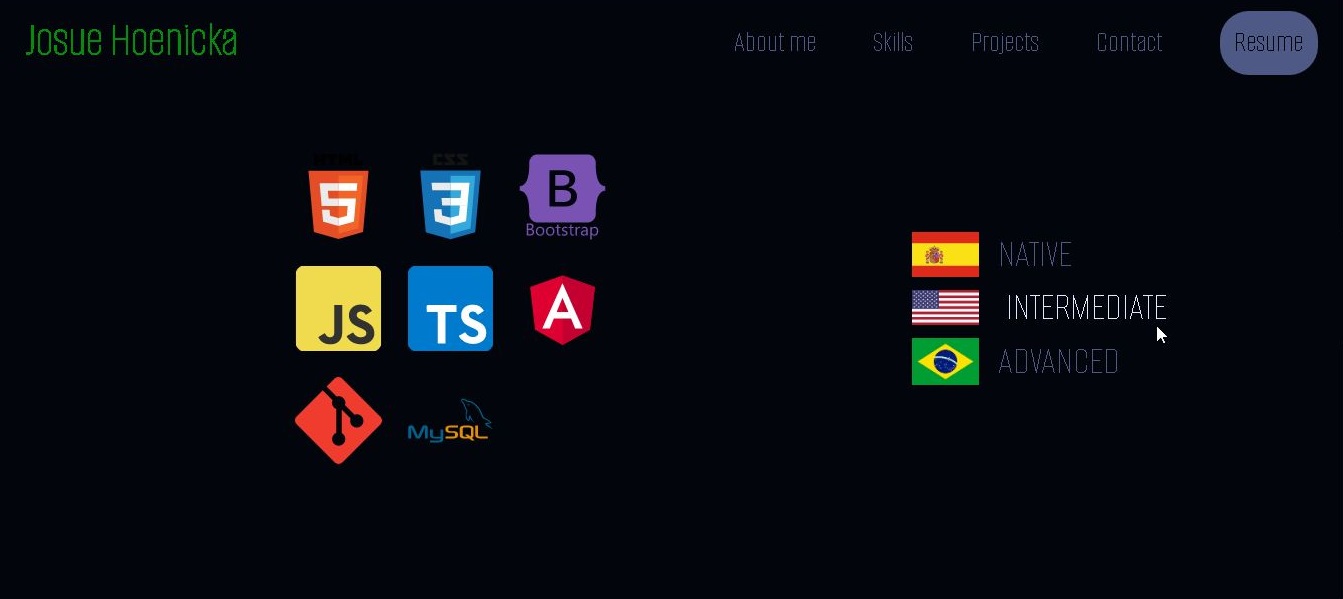 Josue Hoenicka
About me Skills Projects Contact Resume
HTML CSS
5 3 B
Bootstrap
NATIVE
INTERMEDIATE
JS TS A
ADVANCED
MySQL